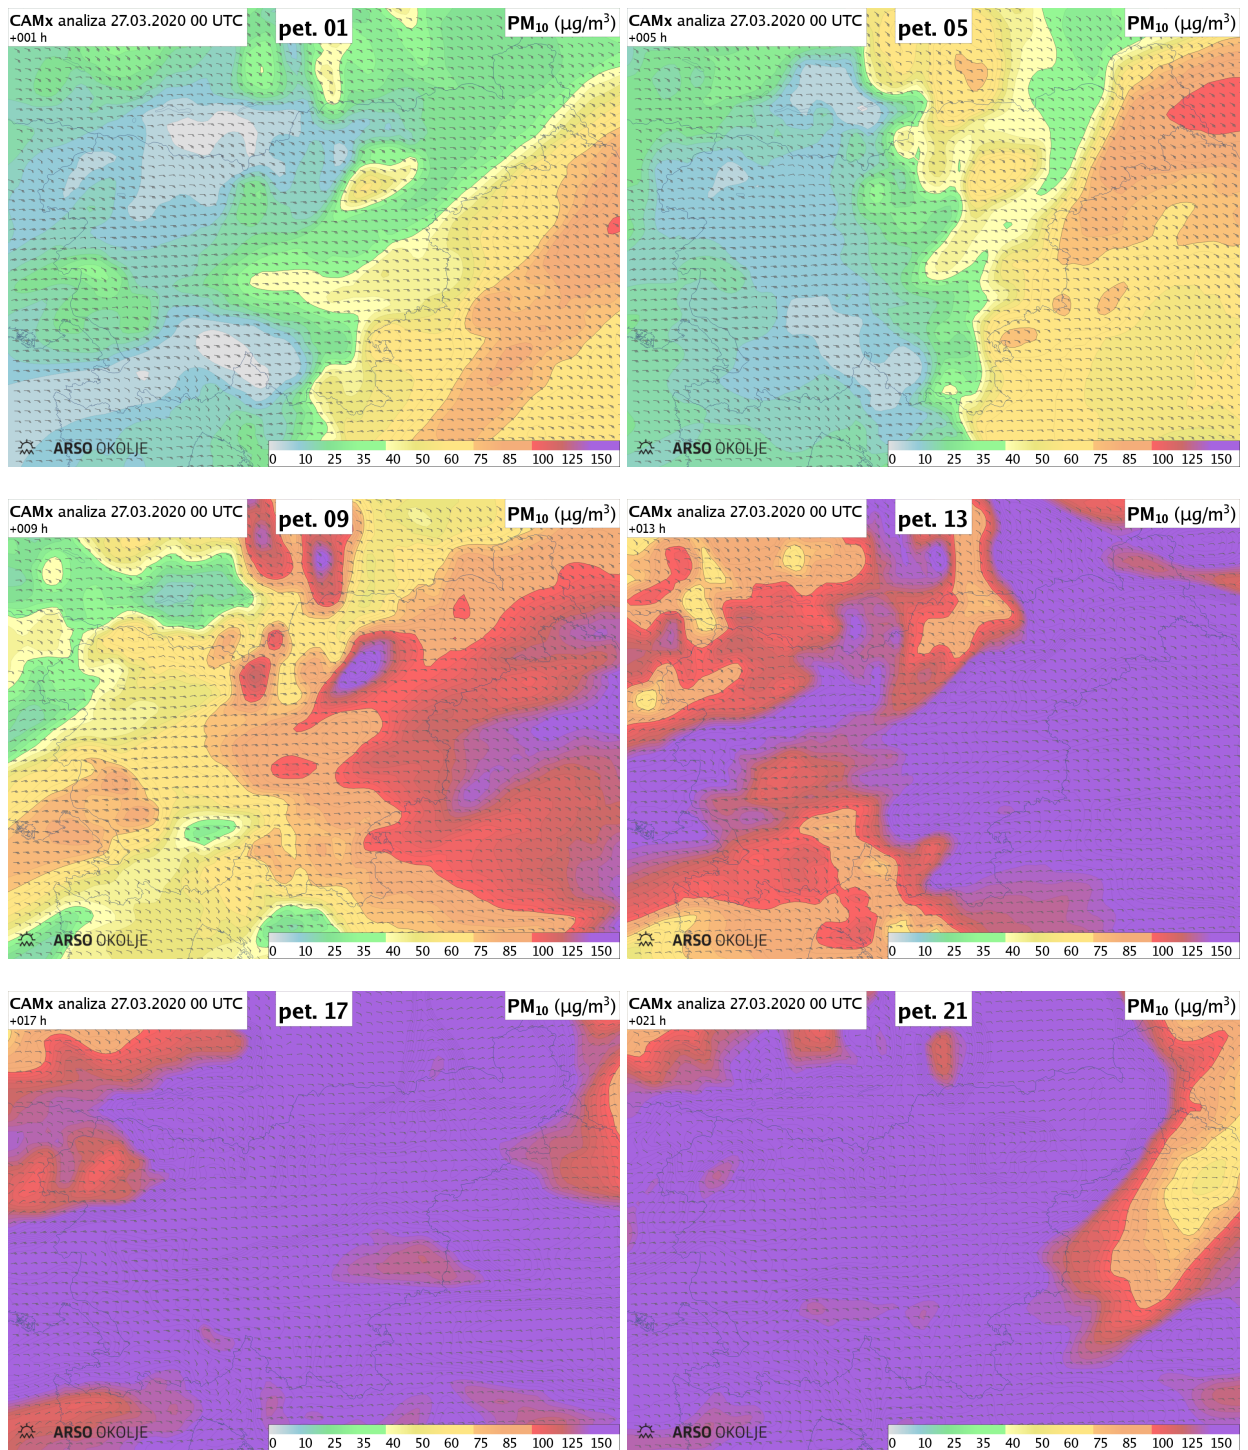 CAMx analiza 27.03.2020 00 UTC
+001 h
pet. 01
PM₁₀ (µg/m³)
ARSO OKOLJE
0 10 25 35 40 50 60 75 85 100 125 150
CAMx analiza 27.03.2020 00 UTC
+005 h
pet. 05
PM₁₀ (µg/m³)
ARSO OKOLJE
0 10 25 35 40 50 60 75 85 100 125 150
CAMx analiza 27.03.2020 00 UTC
+009 h
pet. 09
PM₁₀ (µg/m³)
ARSO OKOLJE
0 10 25 35 40 50 60 75 85 100 125 150
CAMx analiza 27.03.2020 00 UTC
+013 h
pet. 13
PM₁₀ (µg/m³)
ARSO OKOLJE
0 10 25 35 40 50 60 75 85 100 125 150
CAMx analiza 27.03.2020 00 UTC
+017 h
pet. 17
PM₁₀ (µg/m³)
ARSO OKOLJE
0 10 25 35 40 50 60 75 85 100 125 150
CAMx analiza 27.03.2020 00 UTC
+021 h
pet. 21
PM₁₀ (µg/m³)
ARSO OKOLJE
0 10 25 35 40 50 60 75 85 100 125 150